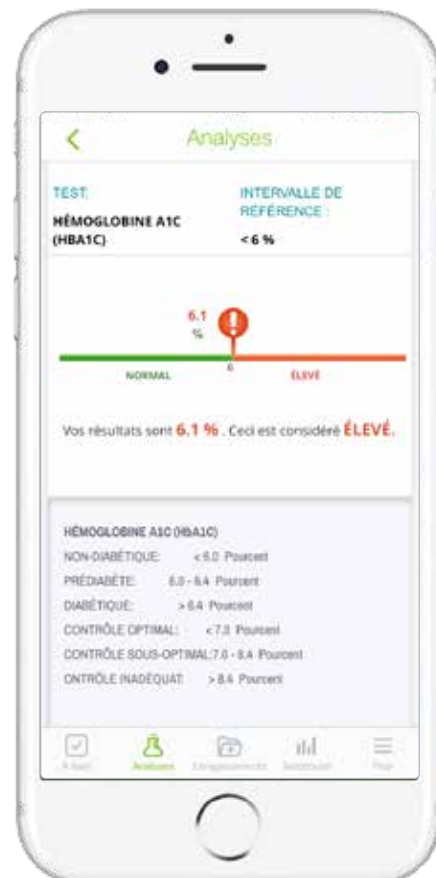 Analyses
TEST:
HÉMOGLOBINE A1C
(HBA1C)
INTERVALLE DE
RÉFÉRENCE :
< 6 %
6.1
%
6
NORMAL
ÉLEVÉ
Vos résultats sont 6.1 % . Ceci est considéré ÉLEVÉ.
HÉMOGLOBINE A1C (HbA1C)
NON-DIABÉTIQUE: < 6.0 Pourcent
PRÉDIABÈTE: 6.0 - 6.4 Pourcent
DIABÉTIQUE: > 6.4 Pourcent
CONTRÔLE OPTIMAL: < 7.0 Pourcent
CONTRÔLE SOUS-OPTIMAL:7.0 - 8.4 Pourcent
ONTRÔLE INADÉQUAT: > 8.4 Pourcent
Analyses